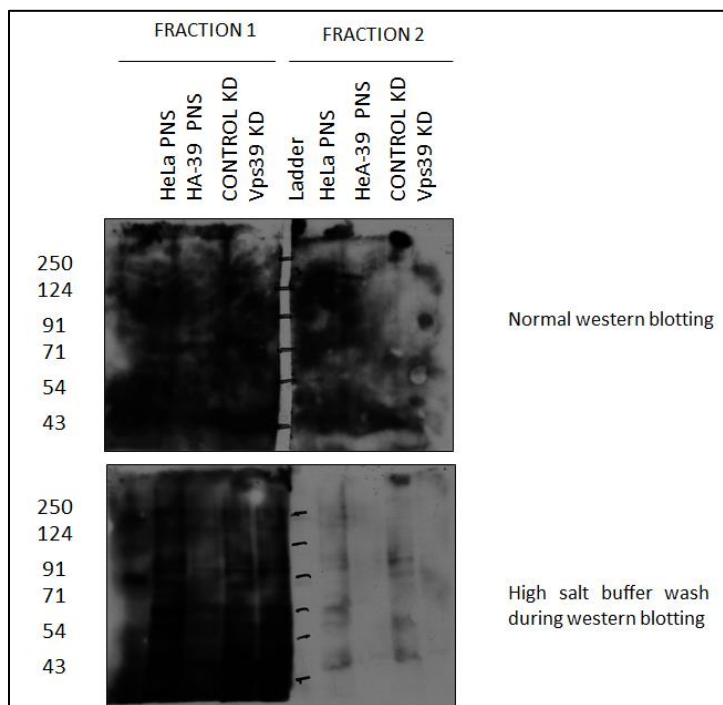 FRACTION 1
FRACTION 2
HeLa PNS
HA-39 PNS
CONTROL KD
Vps39 KD
Ladder
HeLa PNS
HeA-39 PNS
CONTROL KD
Vps39 KD
250
124
91
71
54
43
Normal western blotting
250
124
91
71
54
43
High salt buffer wash
during western blotting